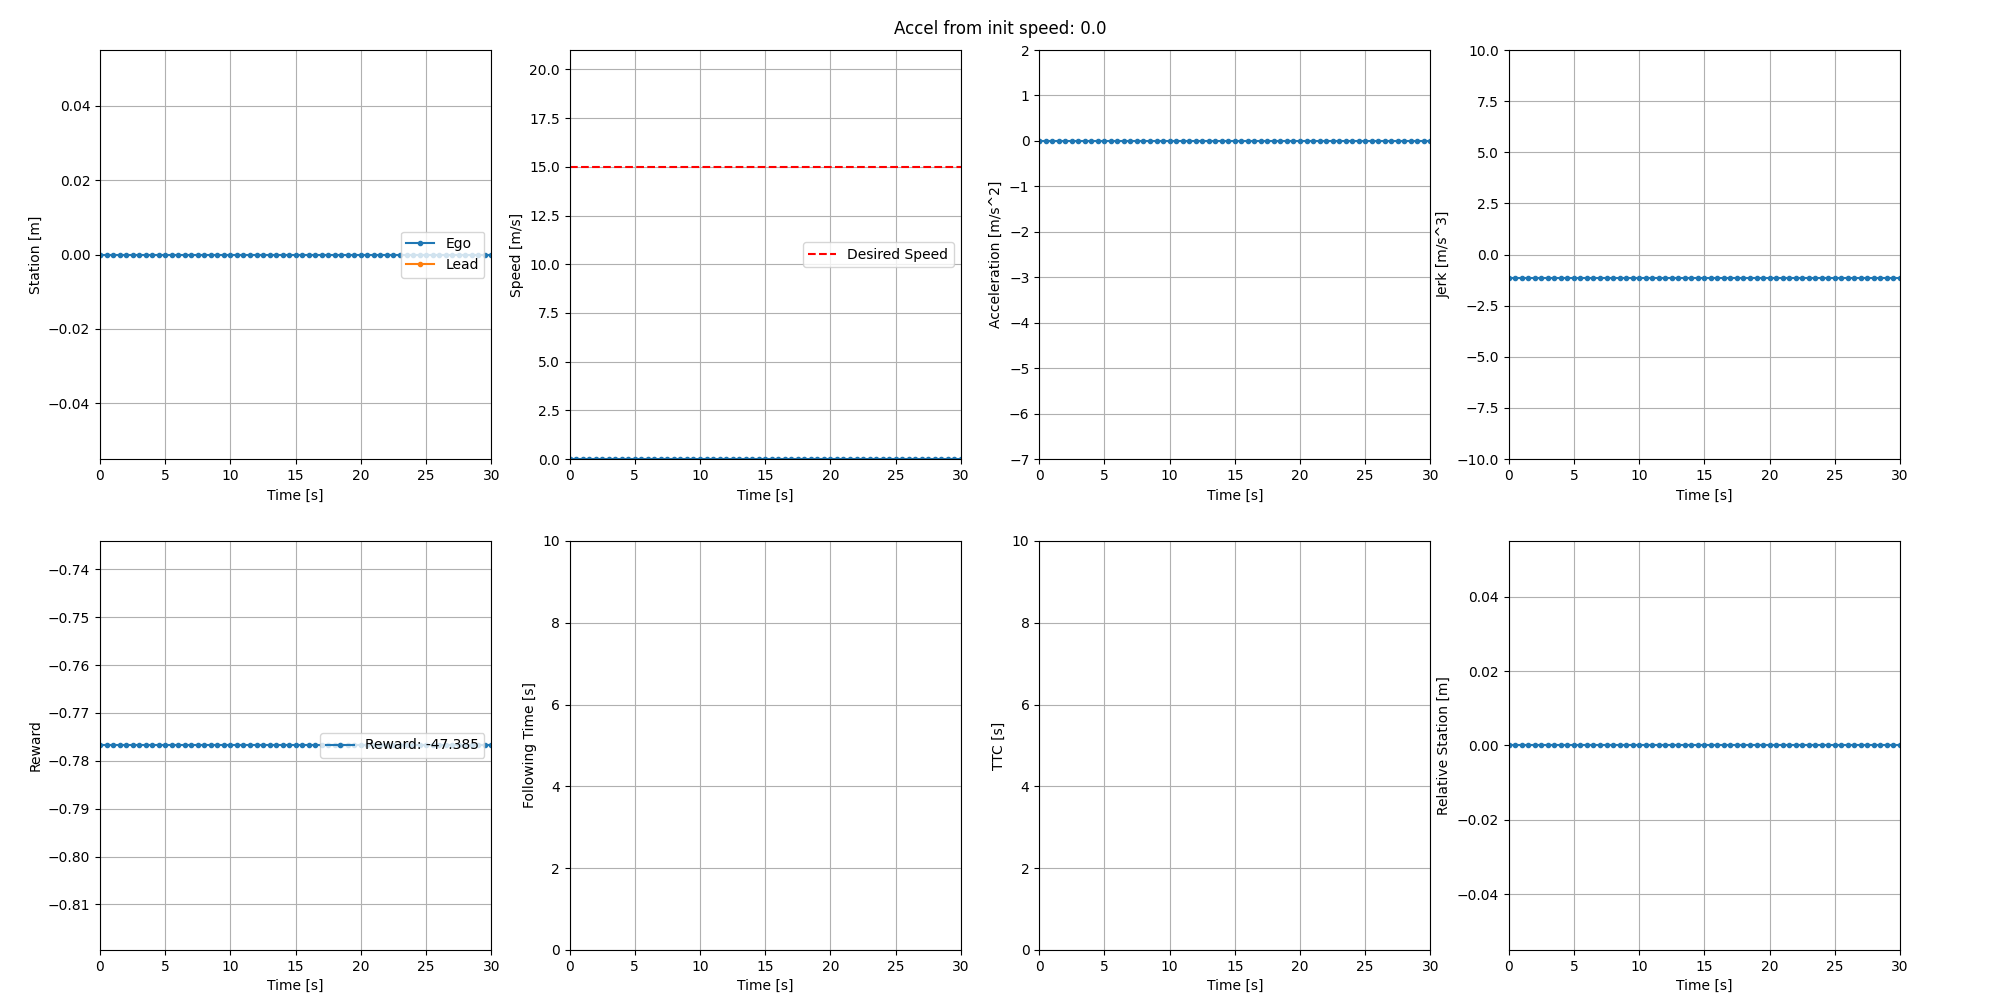 Accel from init speed: 0.0
Station [m]
0.04
0.02
0.00
−0.02
−0.04
Ego
Lead
0 5 10 15 20 25 30
Time [s]
Speed [m/s]
20.0
17.5
15.0
12.5
10.0
7.5
5.0
2.5
0.0
Desired Speed
0 5 10 15 20 25 30
Time [s]
Acceleration [m/s^2]
2
1
0
−1
−2
−3
−4
−5
−6
−7
0 5 10 15 20 25 30
Time [s]
Jerk [m/s^3]
10.0
7.5
5.0
2.5
0.0
−2.5
−5.0
−7.5
−10.0
0 5 10 15 20 25 30
Time [s]
Reward
−0.74
−0.75
−0.76
−0.77
−0.78
−0.79
−0.80
−0.81
Reward: -47.385
0 5 10 15 20 25 30
Time [s]
Following Time [s]
10
8
6
4
2
0
0 5 10 15 20 25 30
Time [s]
TTC [s]
10
8
6
4
2
0
0 5 10 15 20 25 30
Time [s]
Relative Station [m]
0.04
0.02
0.00
−0.02
−0.04
0 5 10 15 20 25 30
Time [s]